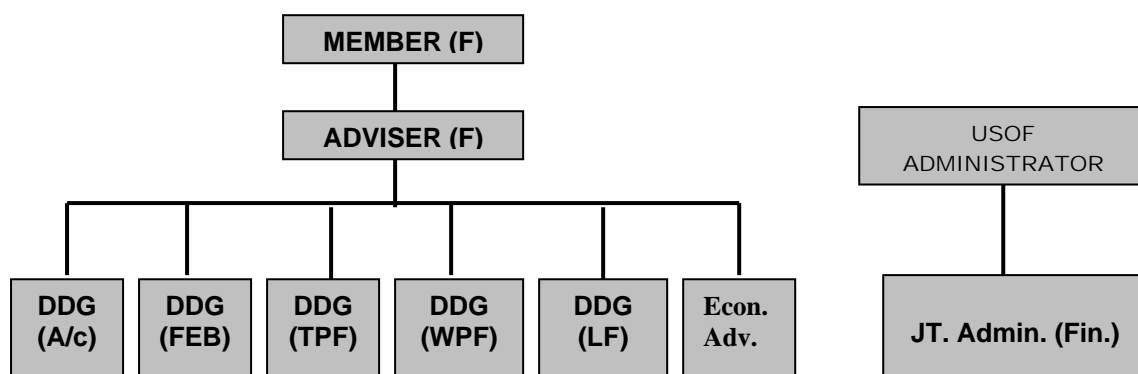 MEMBER (F)
ADVISER (F)
USOF
ADMINISTRATOR
DDG
(A/c)
DDG
(FEB)
DDG
(TPF)
DDG
(WPF)
DDG
(LF)
Econ.
Adv.
JT. Admin. (Fin.)